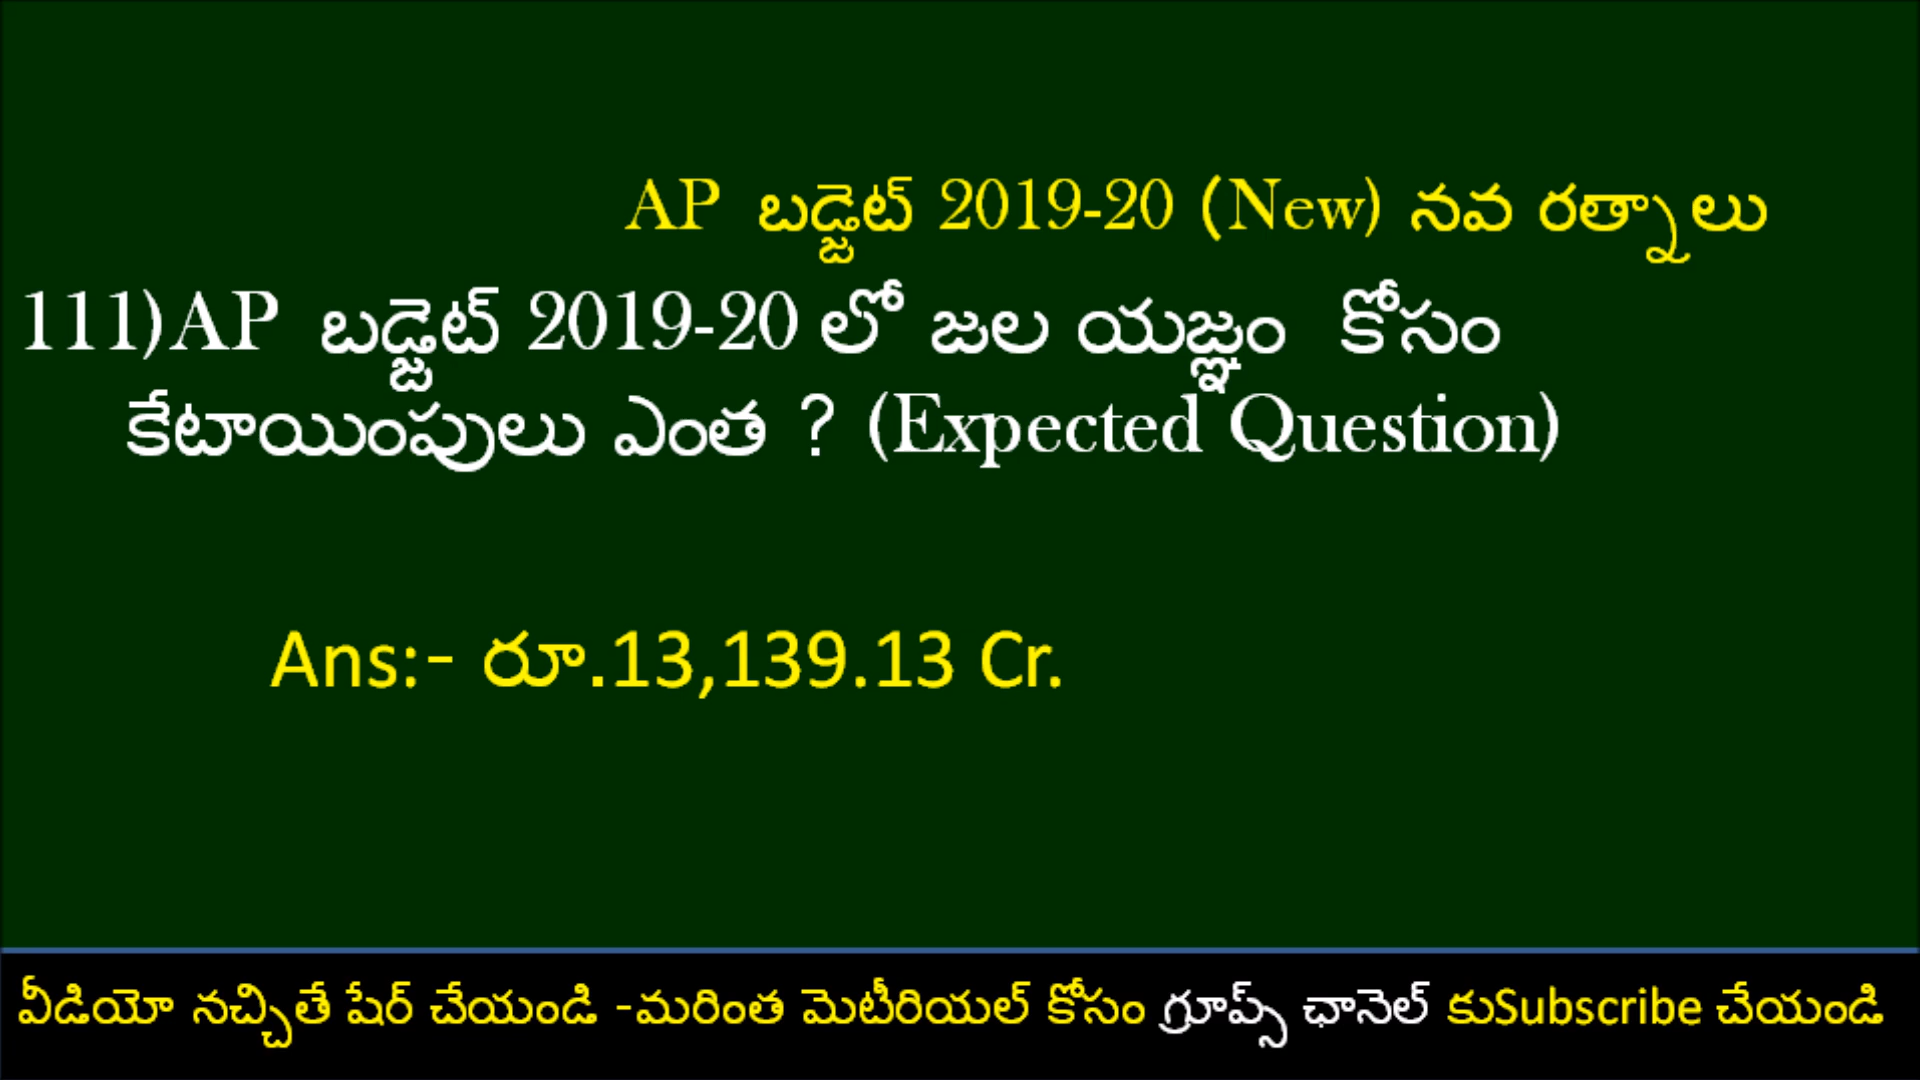 AP బడ్జెట్ 2019-20 (New) నవ రత్నాలు
111)AP బడ్జెట్ 2019-20 లో జల యజ్ఞం కోసం
కేటాయింపులు ఎంత ? (Expected Question)
Ans:- రూ.13,139.13 Cr.
వీడియో నచ్చితే షేర్ చేయండి -మరింత మెటీరియల్ కోసం గ్రూప్స్ ఛానెల్ కుSubscribe చేయండి